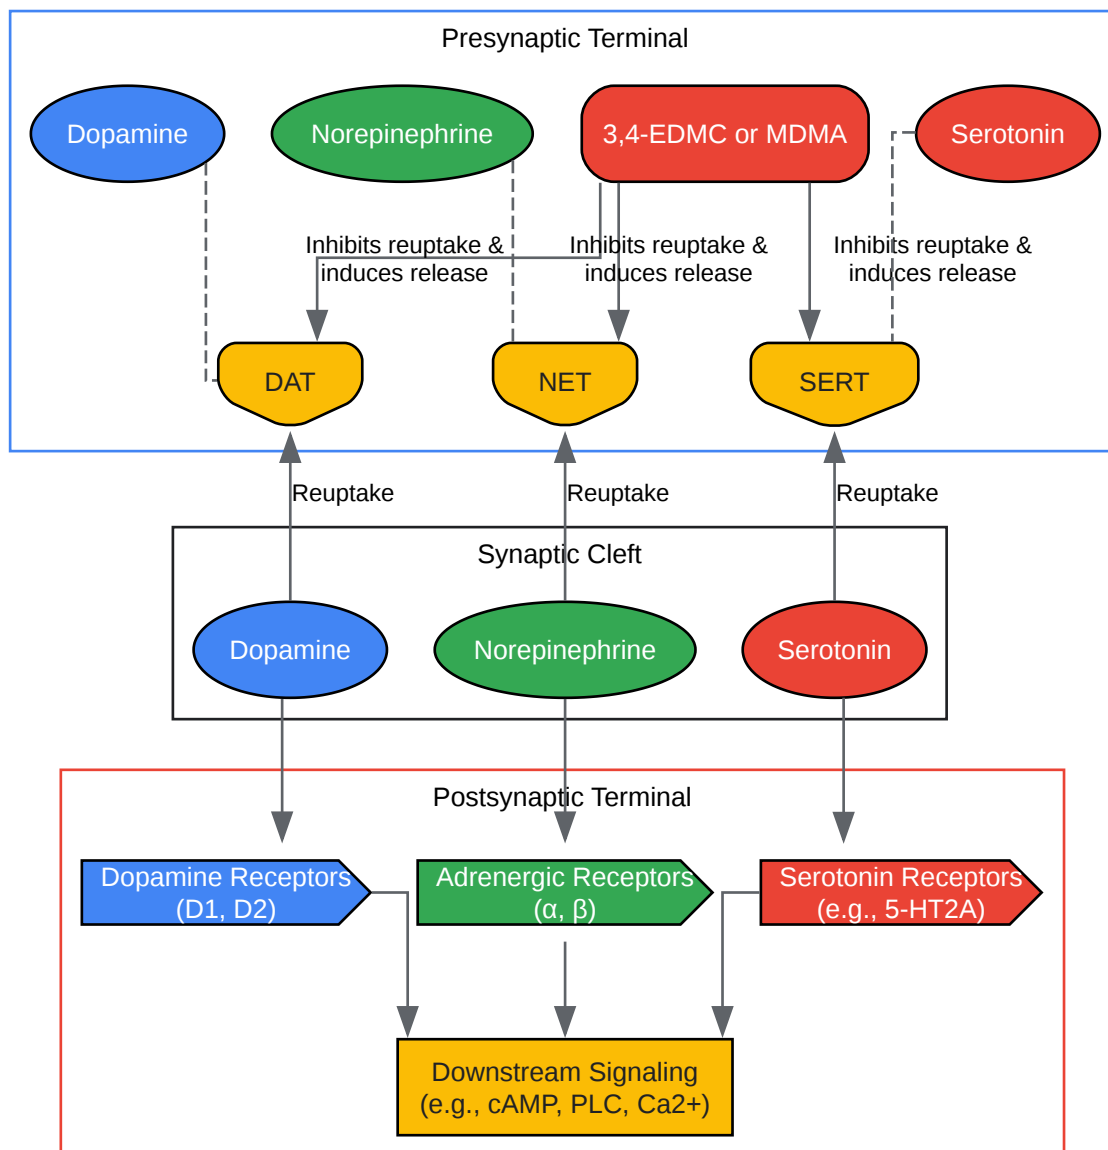 Presynaptic Terminal
Dopamine
Norepinephrine
3,4-EDMC or MDMA
Serotonin
Inhibits reuptake &
induces release
Inhibits reuptake &
induces release
Inhibits reuptake &
induces release
DAT
NET
SERT
Reuptake
Reuptake
Reuptake
Synaptic Cleft
Dopamine
Norepinephrine
Serotonin
Postsynaptic Terminal
Dopamine Receptors
(D1, D2)
Adrenergic Receptors
(α, β)
Serotonin Receptors
(e.g., 5-HT2A)
Downstream Signaling
(e.g., cAMP, PLC, Ca2+)